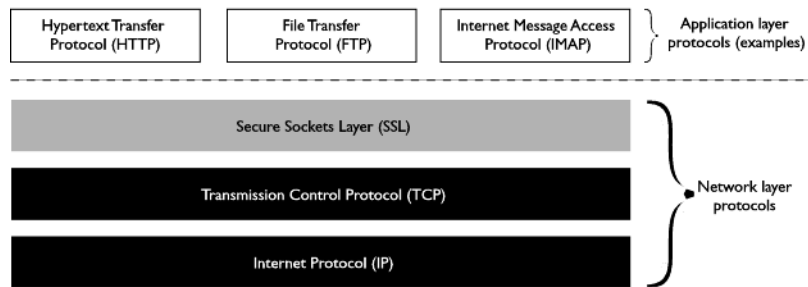 Hypertext Transfer
Protocol (HTTP)
File Transfer
Protocol (FTP)
Internet Message Access
Protocol (IMAP)
Application layer
protocols (examples)
Secure Sockets Layer (SSL)
Transmission Control Protocol (TCP)
Internet Protocol (IP)
Network layer
protocols